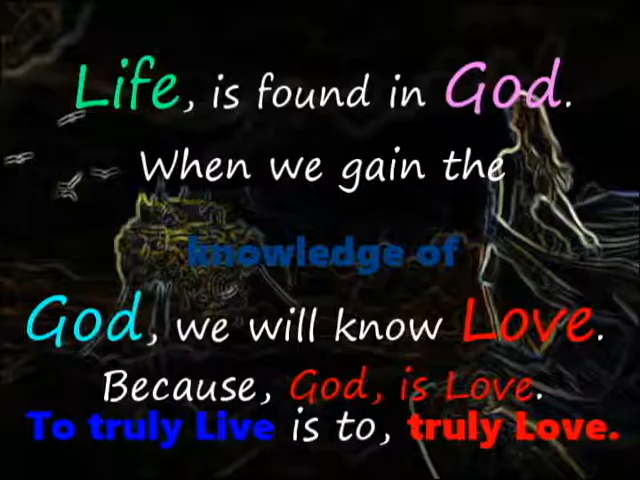 Life, is found in God.
When we gain the
knowledge of
God, we will know Love.
Because, God, is Love.
To truly Live is to, truly Love.